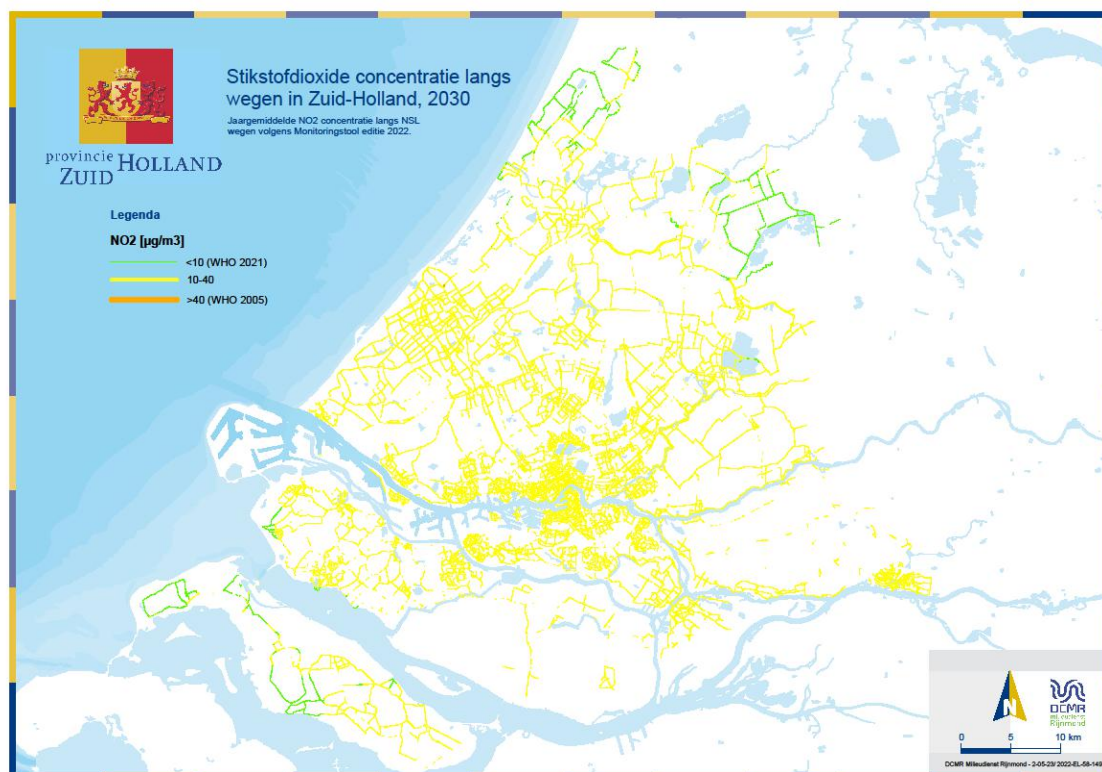 Stikstofdioxide concentratie langs
wegen in Zuid-Holland, 2030
Jaargemiddelde NO2 concentratie langs NSL
wegen volgens Monitoringstool editie 2022.
provincie HOLLAND
ZUID
Legenda
NO2 [µg/m3]
<10 (WHO 2021)
10-40
>40 (WHO 2005)
N
DCMR
milieudienst
Rijnmond
0 5 10 km
DCMR Milieudienst Rijnmond - 2-05-23/ 2022-EL-58-149